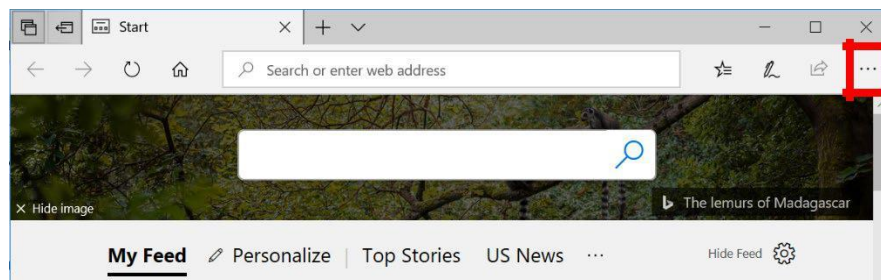 Start
Search or enter web address
Hide image
The lemurs of Madagascar
My Feed Personalize Top Stories US News ...
Hide Feed